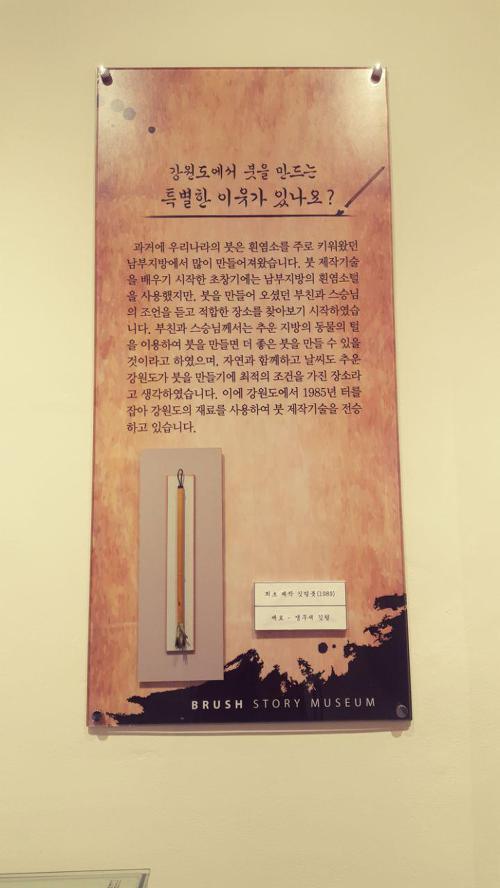 강원도에서 붓을 만드는
특별한 이유가 있나요?
과거에 우리나라의 붓은 흰염소를 주로 키워왔던
남부지방에서 많이 만들어져왔습니다. 붓 제작기술
을 배우기 시작한 초창기에는 남부지방의 흰염소털
을 사용했지만, 붓을 만들어 오셨던 부친과 스승님
의 조언을 듣고 적합한 장소를 찾아보기 시작하였습
니다. 부친과 스승님께서는 추운 지방의 동물의 털
을 이용하여 붓을 만들면 더 좋은 붓을 만들 수 있을
것이라고 하였으며, 자연과 함께하고 날씨도 추운
강원도가 붓을 만들기에 최적의 조건을 가진 장소라
고 생각하였습니다. 이에 강원도에서 1985년 터를
잡아 강원도의 재료를 사용하여 붓 제작기술을 전승
하고 있습니다.
최초 제작 깃털붓(1989)
재료 - 깃털
BRUSH STORY MUSEUM